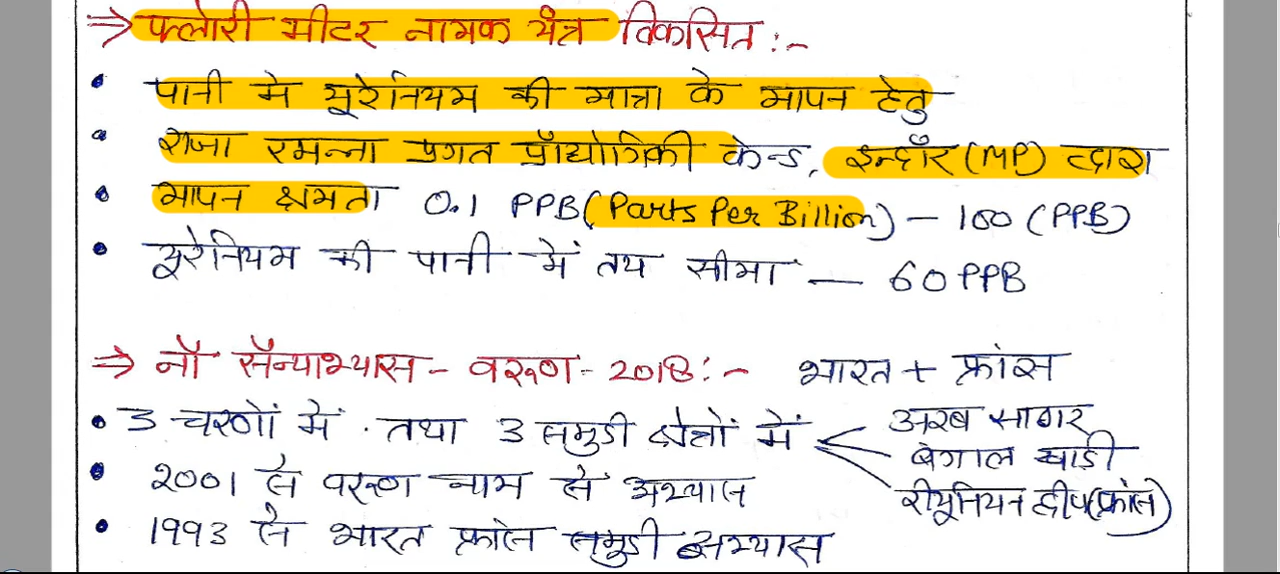 ⇒ फ्लोरी मीटर नामक यंत्र विकसित :-
• पानी मे यूरेनियम की मात्रा के मापन हेतु
• राजा रमन्ना प्रगत प्रौद्योगिकी केन्द्र, इन्दौर (MP) द्वारा
• मापन क्षमता 0.1 PPB (Parts Per Billion) – 100 (PPB)
• यूरेनियम की पानी में तय सीमा – 60 PPB
⇒ नौ सैन्याभ्यास - वरूण - 2018 :- भारत + फ्रांस
• 3 चरणों में तथा 3 समुद्री क्षेत्रों में < अरब सागर
बंगाल खाड़ी
रीयूनियन द्वीप(फ्रांस)
• 2001 से वरूण नाम से अभ्यास
• 1993 से भारत फ्रांस समुद्री अभ्यास